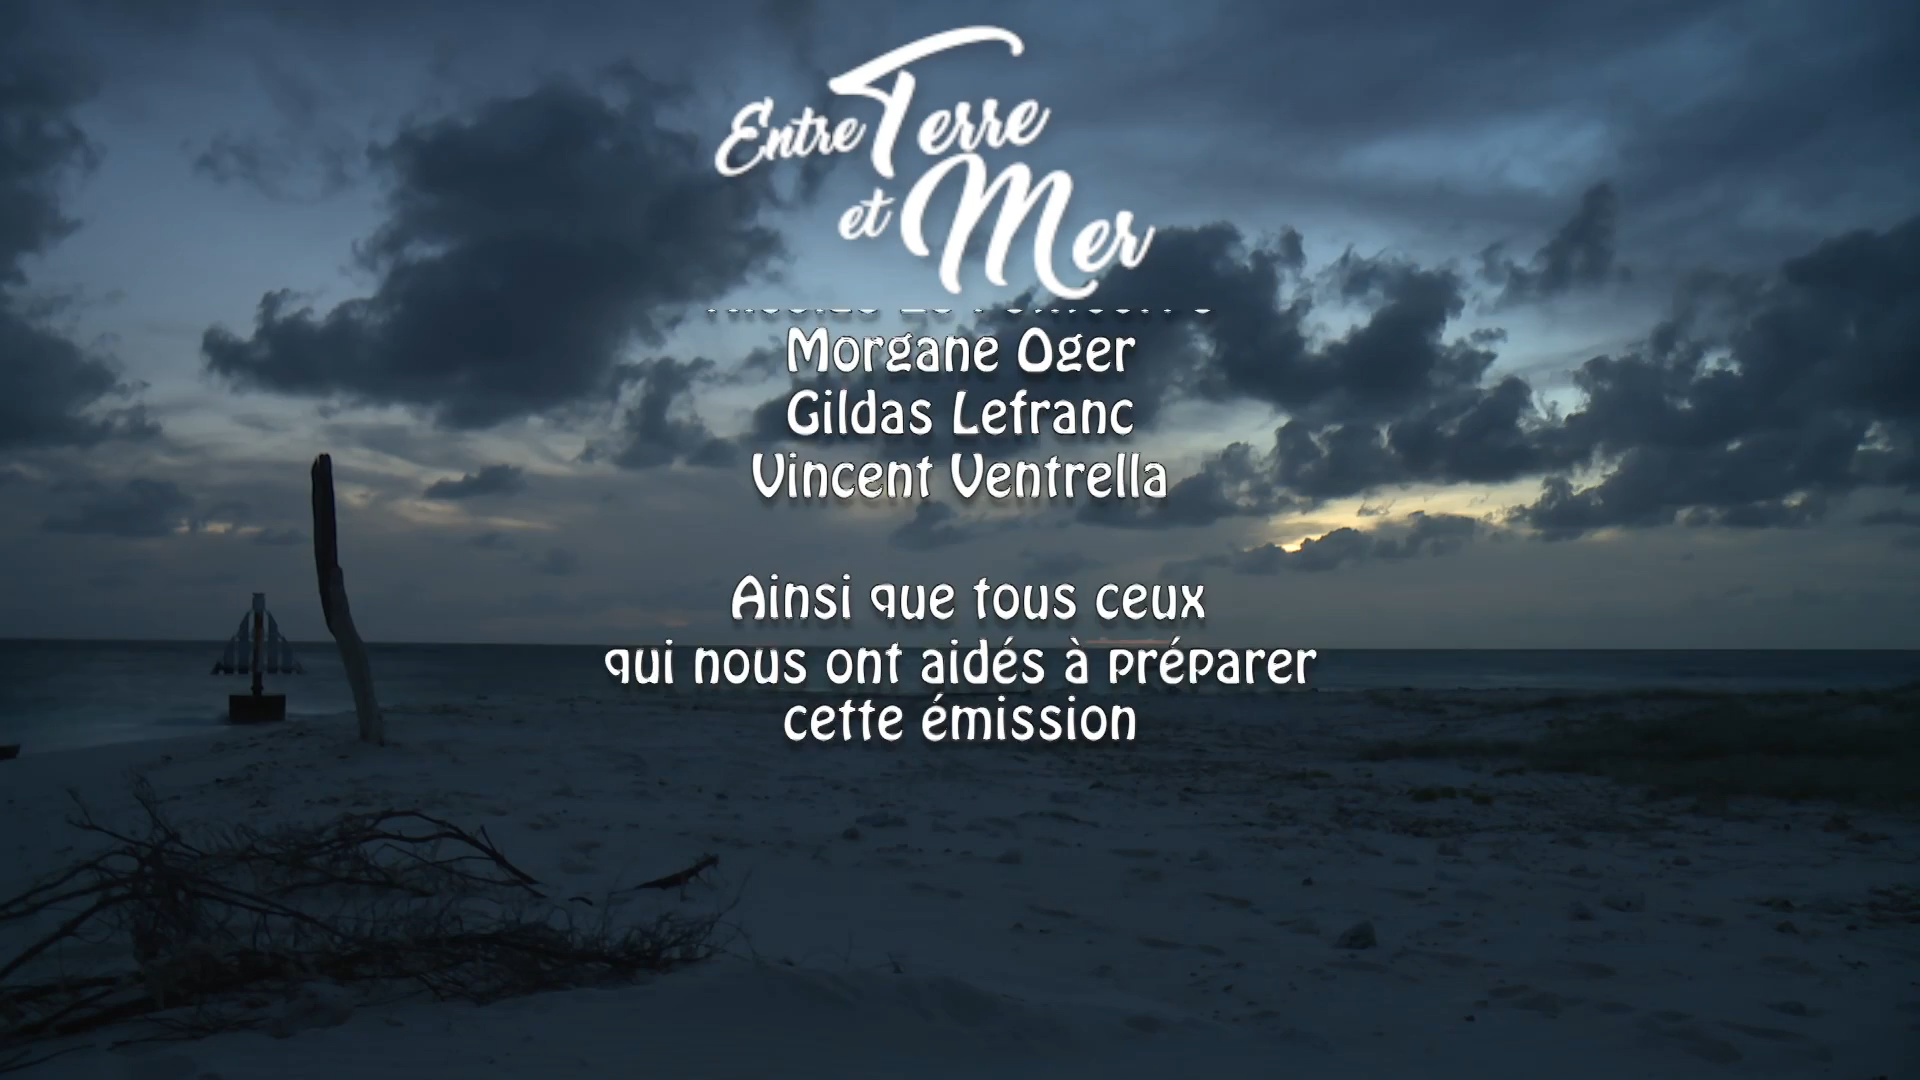 Entre Terre
et Mer
Morgane Oger
Gildas Lefranc
Vincent Ventrella
Ainsi que tous ceux
qui nous ont aidés à préparer
cette émission